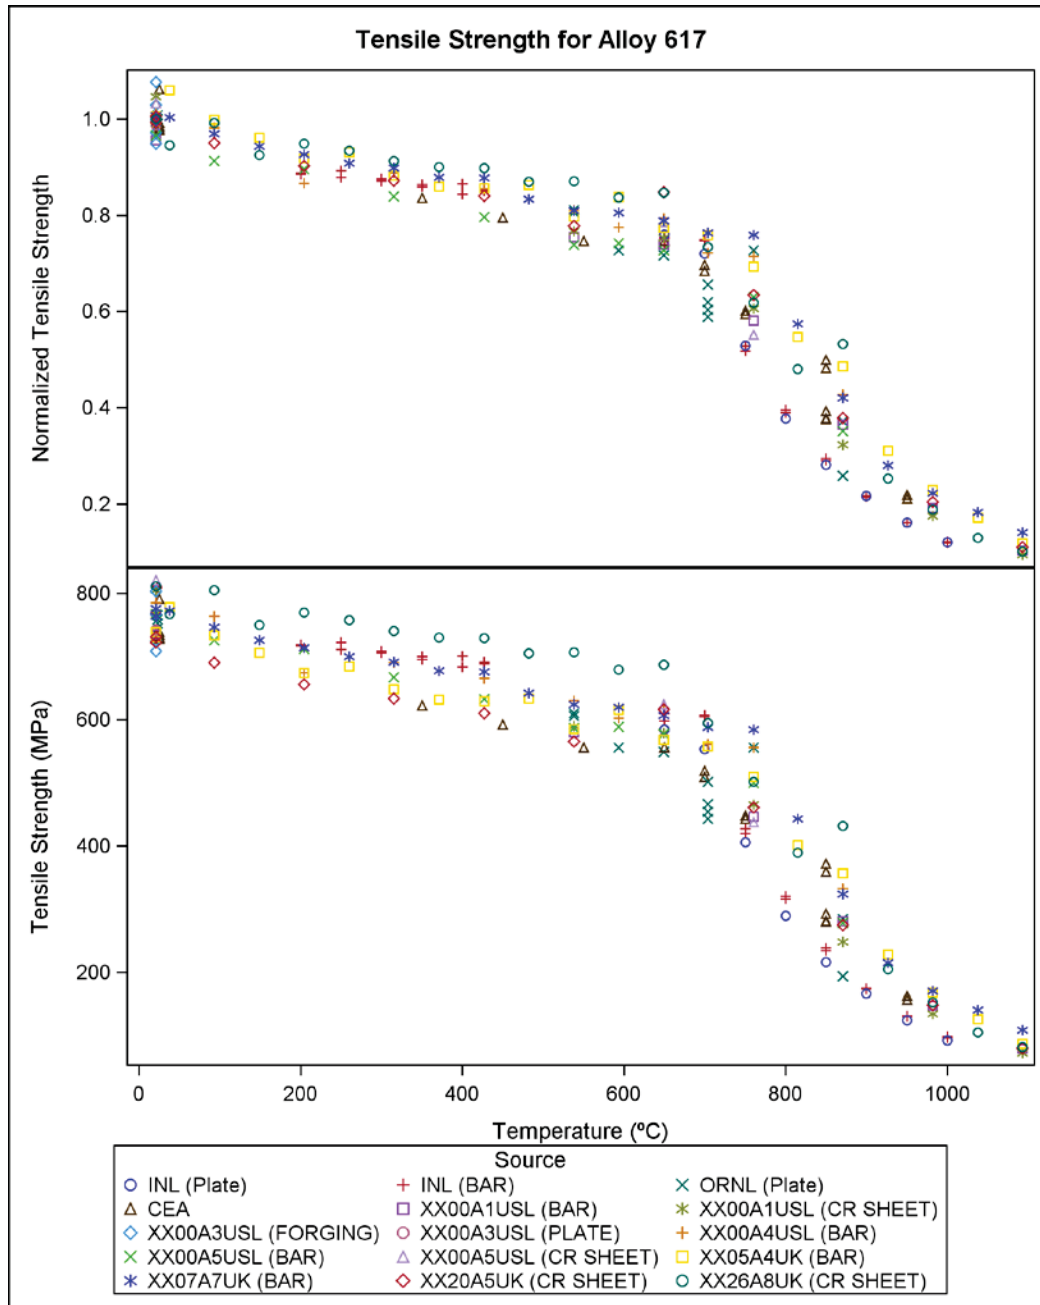 Tensile Strength for Alloy 617
Normalized Tensile Strength
1.0
0.8
0.6
0.4
0.2
Tensile Strength (MPa)
800
600
400
200
0 200 400 600 800 1000
Temperature (ºC)
Source
INL (Plate) INL (BAR) ORNL (Plate)
CEA XX00A1USL (BAR) XX00A1USL (CR SHEET)
XX00A3USL (FORGING) XX00A3USL (PLATE) XX00A4USL (BAR)
XX00A5USL (BAR) XX00A5USL (CR SHEET) XX05A4UK (BAR)
XX07A7UK (BAR) XX20A5UK (CR SHEET) XX26A8UK (CR SHEET)